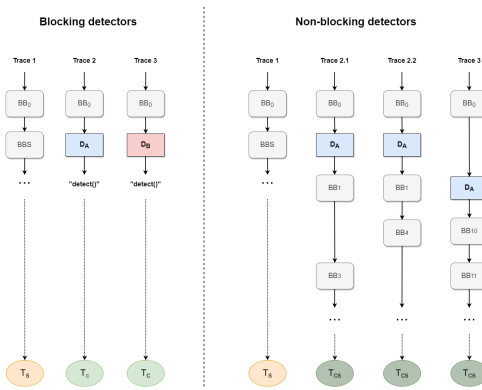 Blocking detectors
Non-blocking detectors
Trace 1
Trace 2
Trace 3
Trace 1
Trace 2.1
Trace 2.2
Trace 3
BB0
BB0
BB0
BB0
BB0
BB0
BB0
BBS
DA
DB
BBS
DA
DA
...
"detect()"
"detect()"
...
BB1
BB1
DA
BB4
BB10
BB3
BB11
...
...
...
Ts
Tc
TC
Ts
Tcs
Tcs
Tcs